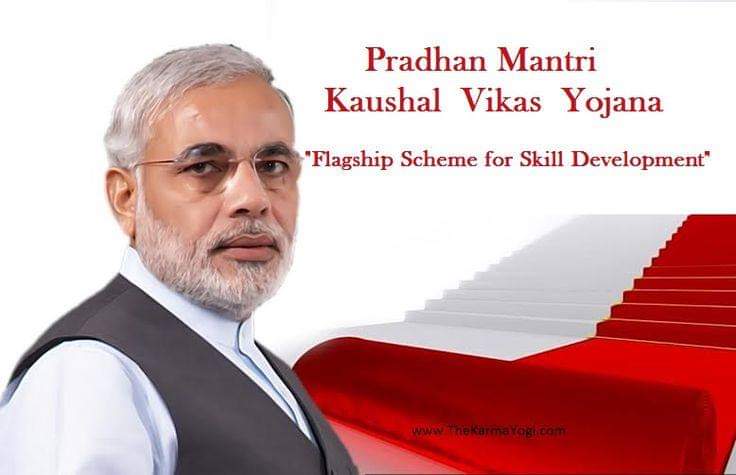 Pradhan Mantri
Kaushal Vikas Yojana
"Flagship Scheme for Skill Development"
www.TheKarmaYogi.com